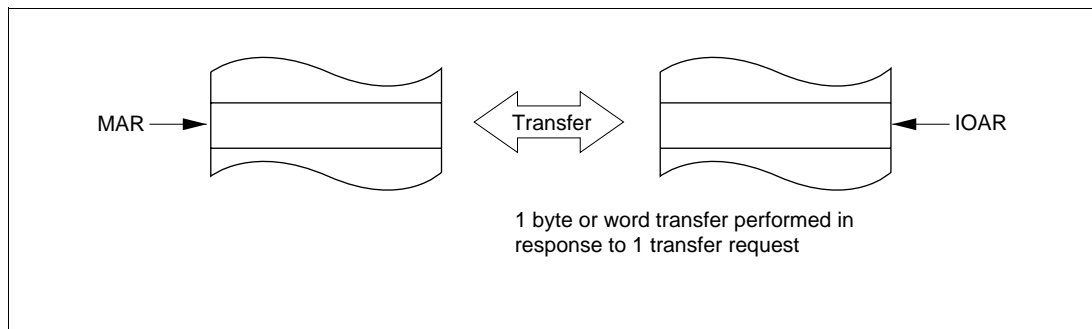 MAR
Transfer
IOAR
1 byte or word transfer performed in
response to 1 transfer request